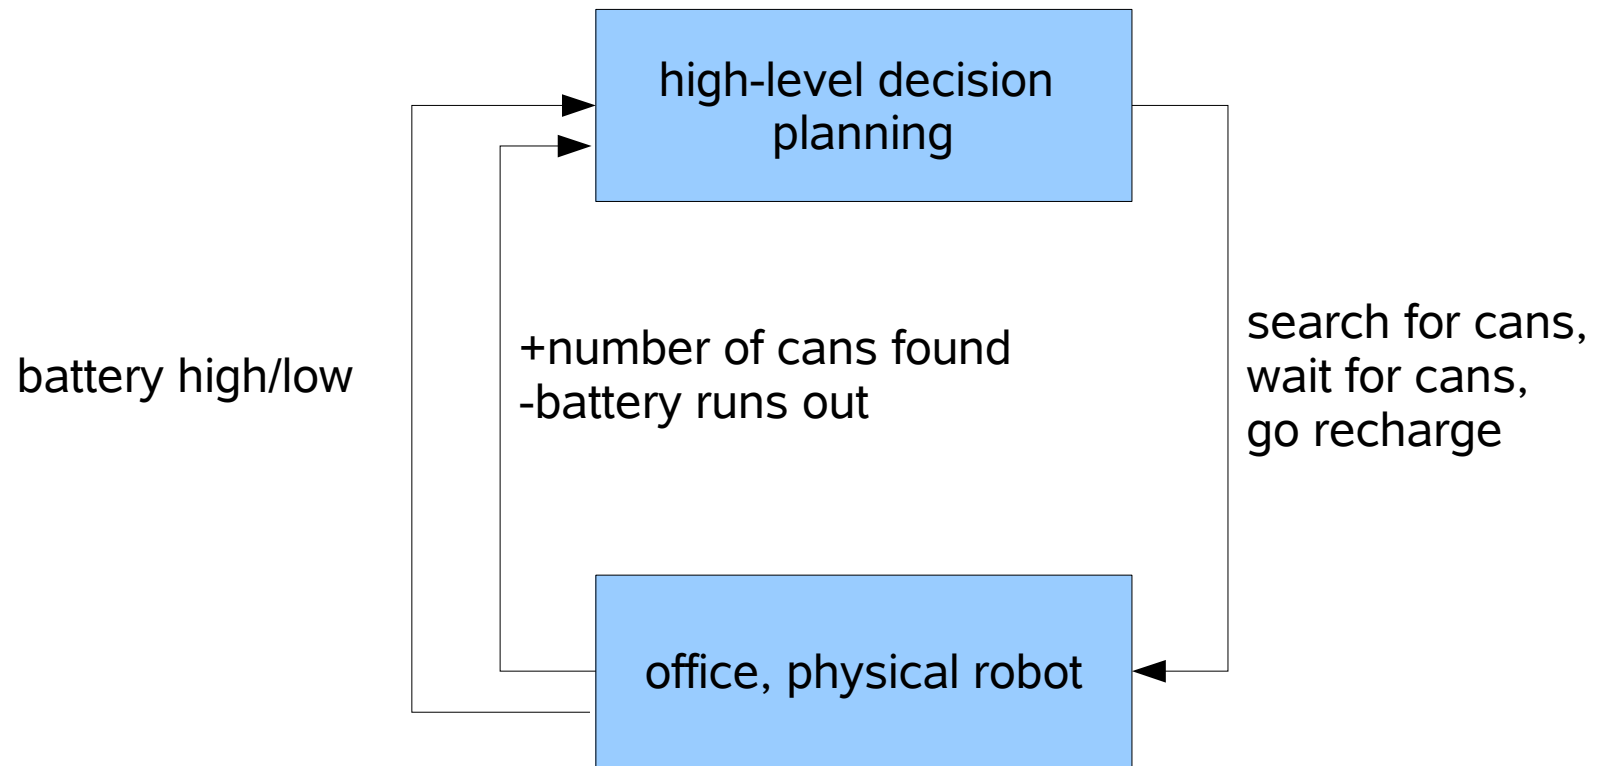 high-level decision
planning
battery high/low
+number of cans found
-battery runs out
search for cans,
wait for cans,
go recharge
office, physical robot